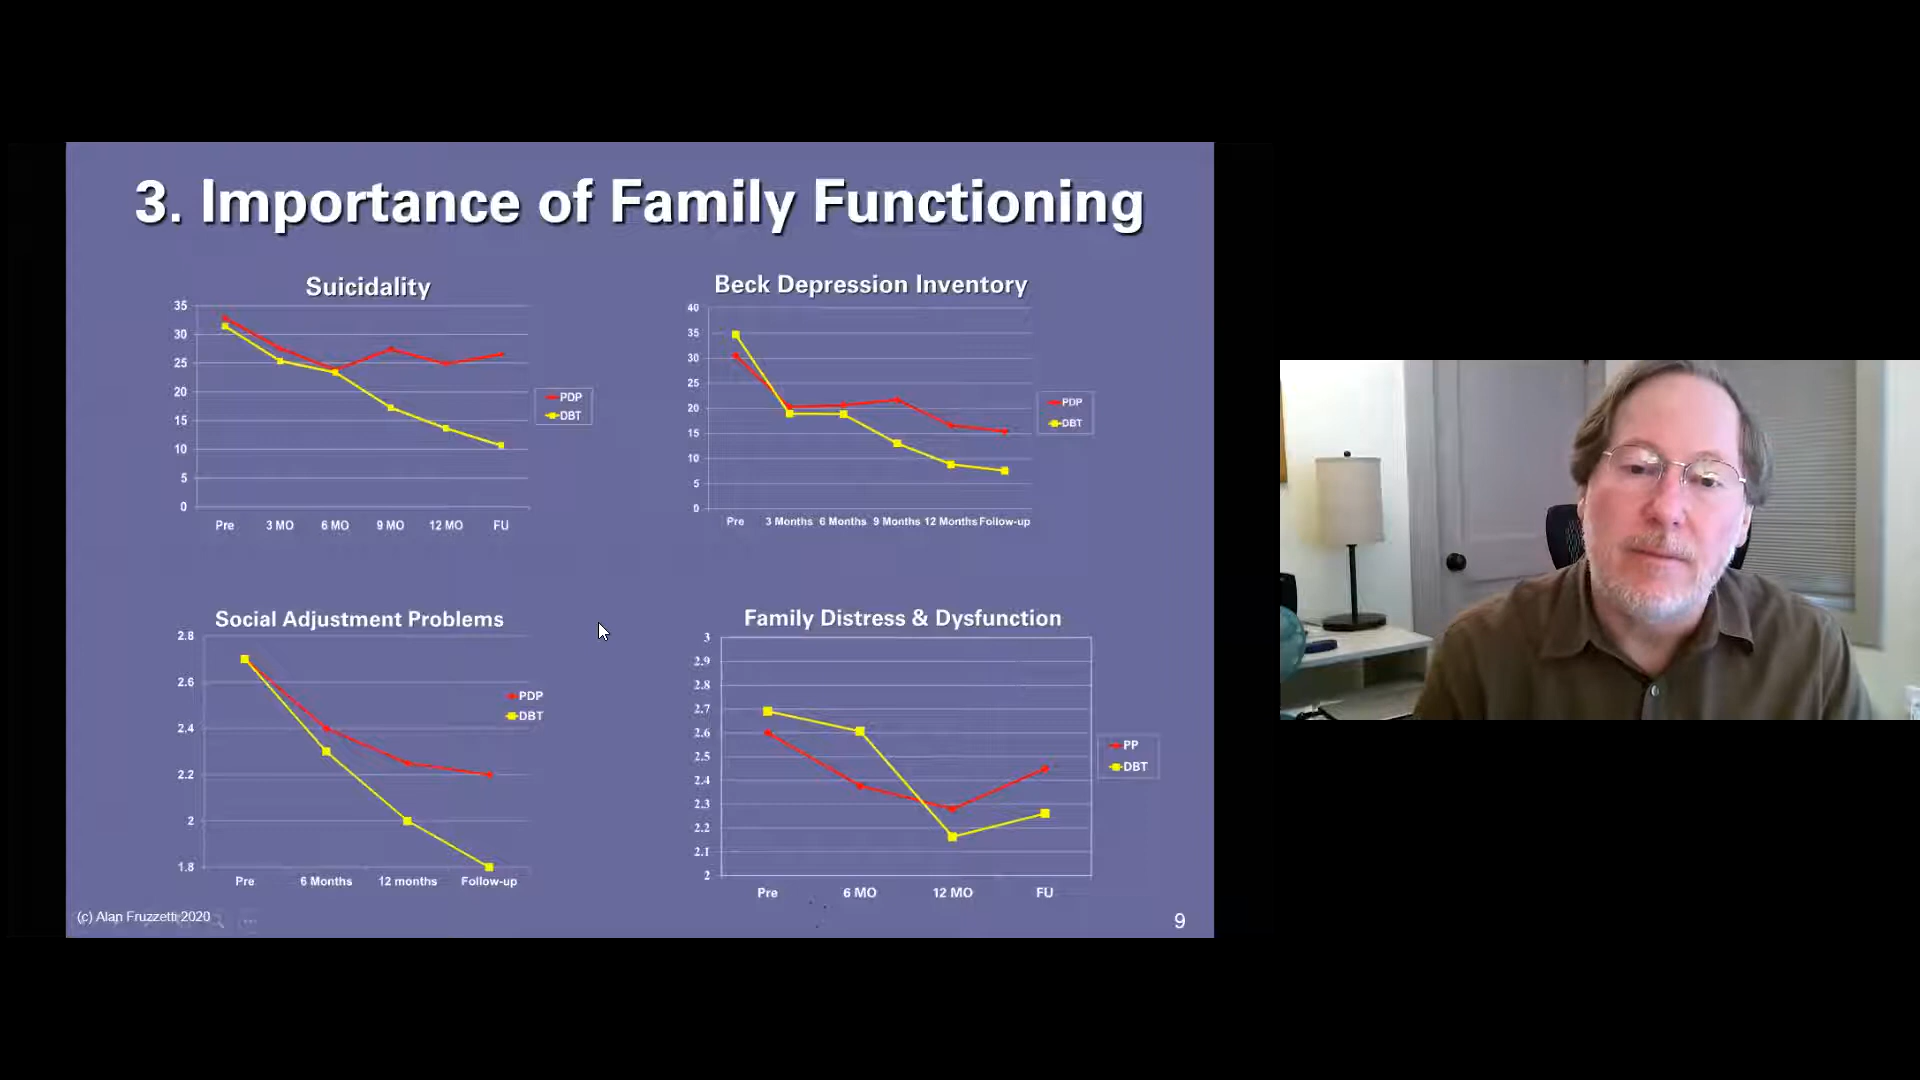 3. Importance of Family Functioning
Suicidality
35
30
25
20
15
10
5
0
Pre 3 MO 6 MO 9 MO 12 MO FU
PDP
DBT
Beck Depression Inventory
40
35
30
25
20
15
10
5
0
Pre 3 Months 6 Months 9 Months 12 Months Follow-up
PDP
DBT
Social Adjustment Problems
2.8
2.6
2.4
2.2
2
1.8
Pre 6 Months 12 months Follow-up
PDP
DBT
Family Distress & Dysfunction
3
2.9
2.8
2.7
2.6
2.5
2.4
2.3
2.2
2.1
2
Pre 6 MO 12 MO FU
PP
DBT
(c) Alan Fruzzetti 2020
9